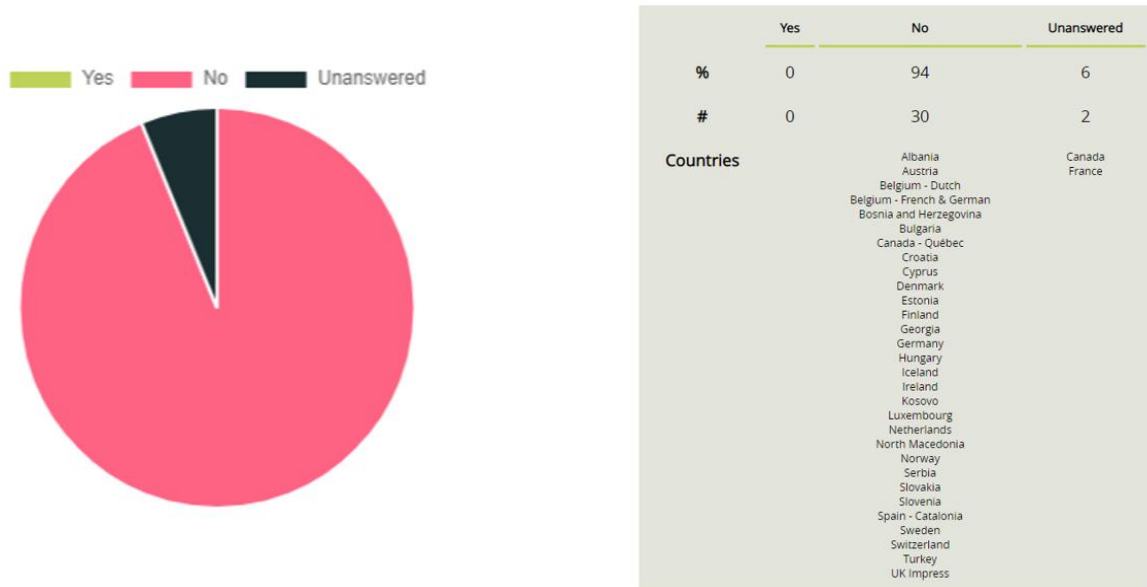 Yes No Unanswered
Yes No Unanswered
% 0 94 6
# 0 30 2
Countries Albania Canada
Austria France
Belgium - Dutch
Belgium - French & German
Bosnia and Herzegovina
Bulgaria
Canada - Québec
Croatia
Cyprus
Denmark
Estonia
Finland
Georgia
Germany
Hungary
Iceland
Ireland
Kosovo
Luxembourg
Netherlands
North Macedonia
Norway
Serbia
Slovakia
Slovenia
Spain - Catalonia
Sweden
Switzerland
Turkey
UK Impress